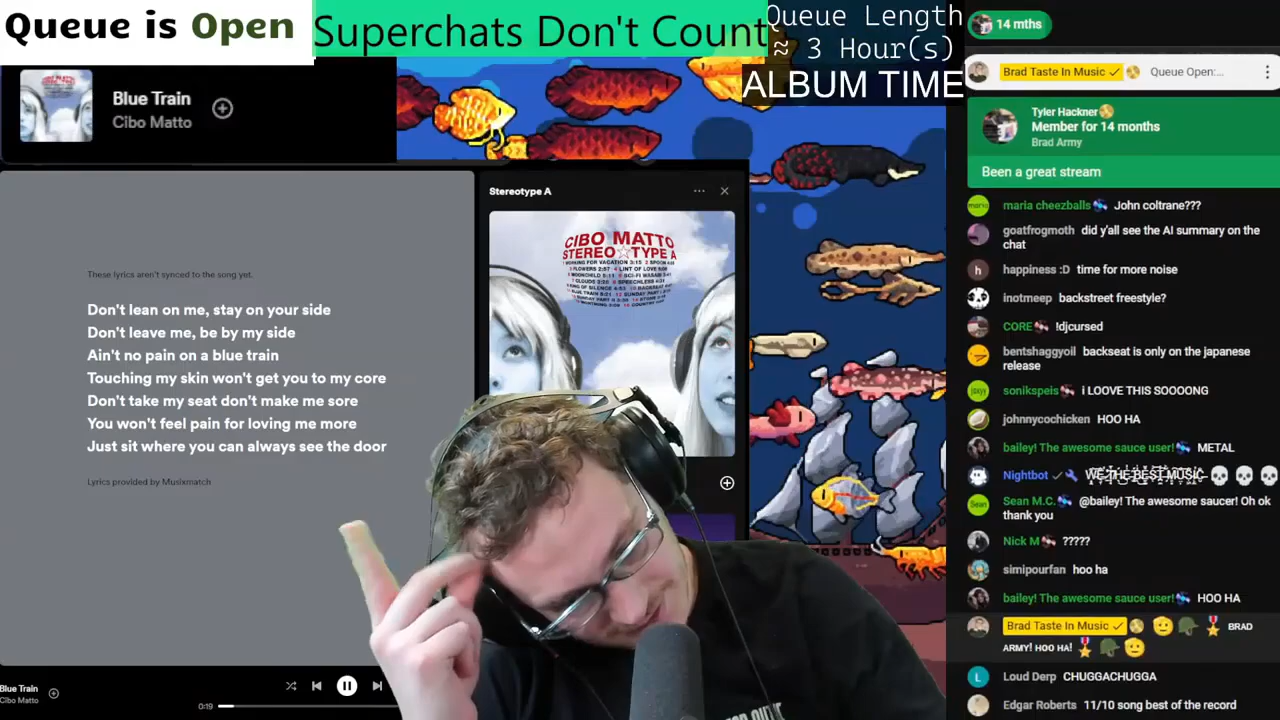 Queue is Open
Superchats Don't Count
Queue Length
≈ 3 Hour(s)
ALBUM TIME
Blue Train
Cibo Matto
These lyrics aren't synced to the song yet.
Don't lean on me, stay on your side
Don't leave me, be by my side
Ain't no pain on a blue train
Touching my skin won't get you to my core
Don't take my seat don't make me sore
You won't feel pain for loving me more
Just sit where you can always see the door
Lyrics provided by Musixmatch
Stereotype A
CIBO MATTO
STEREO★TYPE A
Blue Train
Cibo Matto
0:19
14 mths
Brad Taste In Music ✓ Queue Open:...
Tyler Hackner
Member for 14 months
Brad Army
Been a great stream
maria cheezballs John coltrane???
goatfrogmoth did y'all see the AI summary on the
chat
happiness :D time for more noise
inotmeep backstreet freestyle?
CORE !djcursed
bentshaggyoil backseat is only on the japanese
release
sonikspeis i LOOVE THIS SOOOONG
johnnycochicken HOO HA
bailey! The awesome sauce user! METAL
Nightbot WE THE BEST MUSIC 💀 💀 💀
Sean M.C. @bailey! The awesome saucer! Oh ok
thank you
Nick M ?????
simipourfan hoo ha
bailey! The awesome sauce user! HOO HA
Brad Taste In Music ✓ 🫡 🪖 🎖 BRAD
ARMY! HOO HA! 🎖 🪖 🫡
Loud Derp CHUGGACHUGGA
Edgar Roberts 11/10 song best of the record